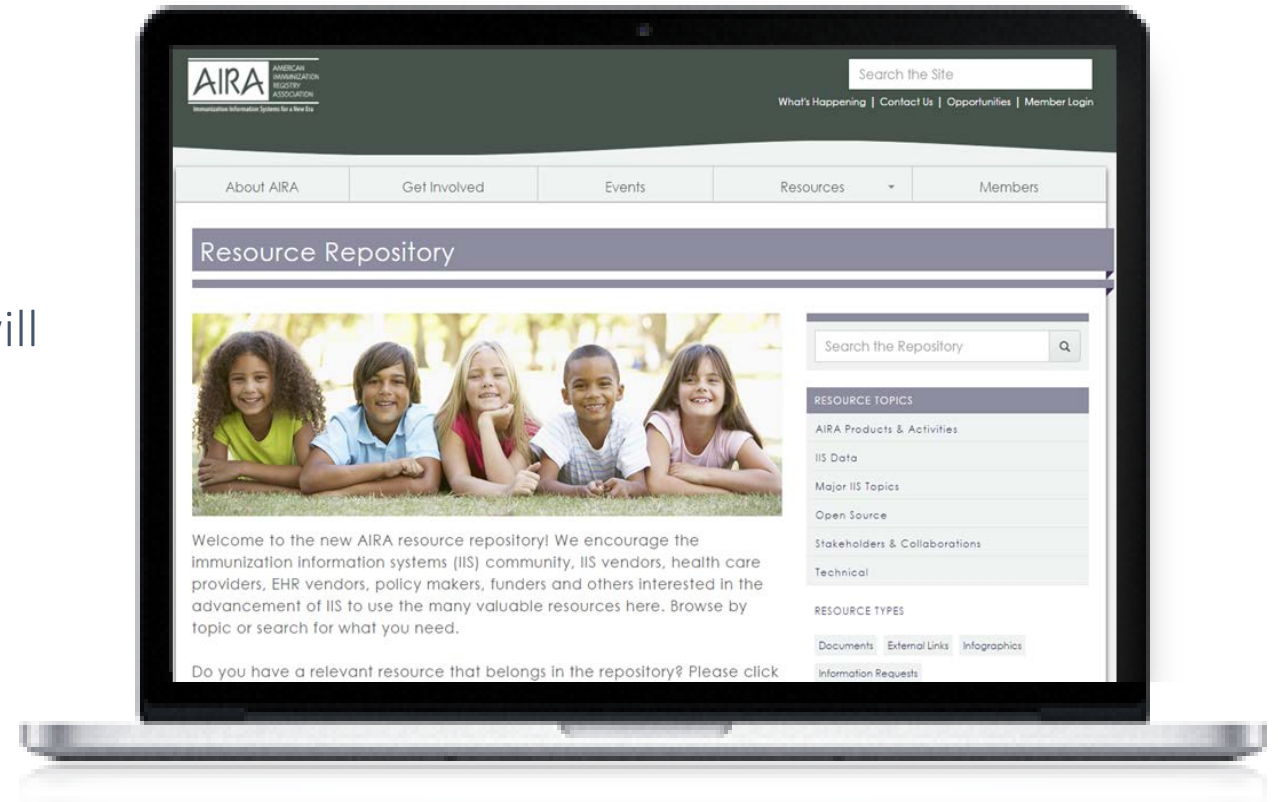 will
AIRA
AMERICAN
IMMUNIZATION
REGISTRY
ASSOCIATION
Immunization Information Systems for a New Era
Search the Site
What's Happening | Contact Us | Opportunities | Member Login
About AIRA Get Involved Events Resources Members
Resource Repository
Search the Repository
RESOURCE TOPICS
AIRA Products & Activities
IIS Data
Major IIS Topics
Open Source
Stakeholders & Collaborations
Technical
RESOURCE TYPES
Documents External Links Infographics
Information Requests
Welcome to the new AIRA resource repository! We encourage the
immunization information systems (IIS) community, IIS vendors, health care
providers, EHR vendors, policy makers, funders and others interested in the
advancement of IIS to use the many valuable resources here. Browse by
topic or search for what you need.
Do you have a relevant resource that belongs in the repository? Please click